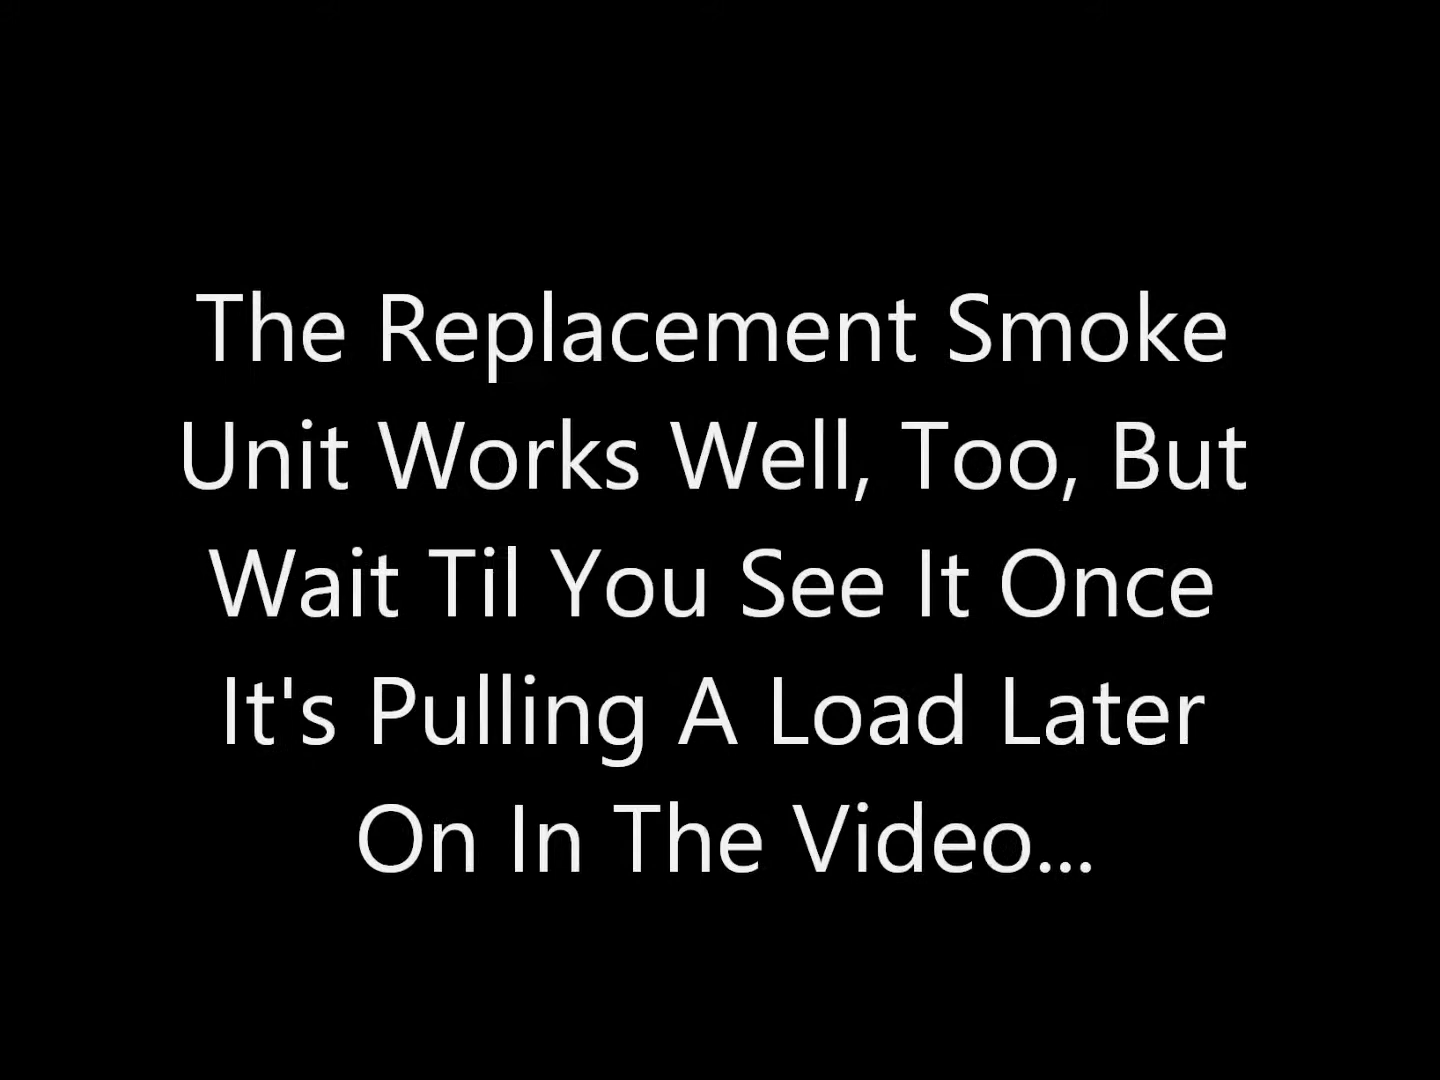 The Replacement Smoke
Unit Works Well, Too, But
Wait Til You See It Once
It's Pulling A Load Later
On In The Video...